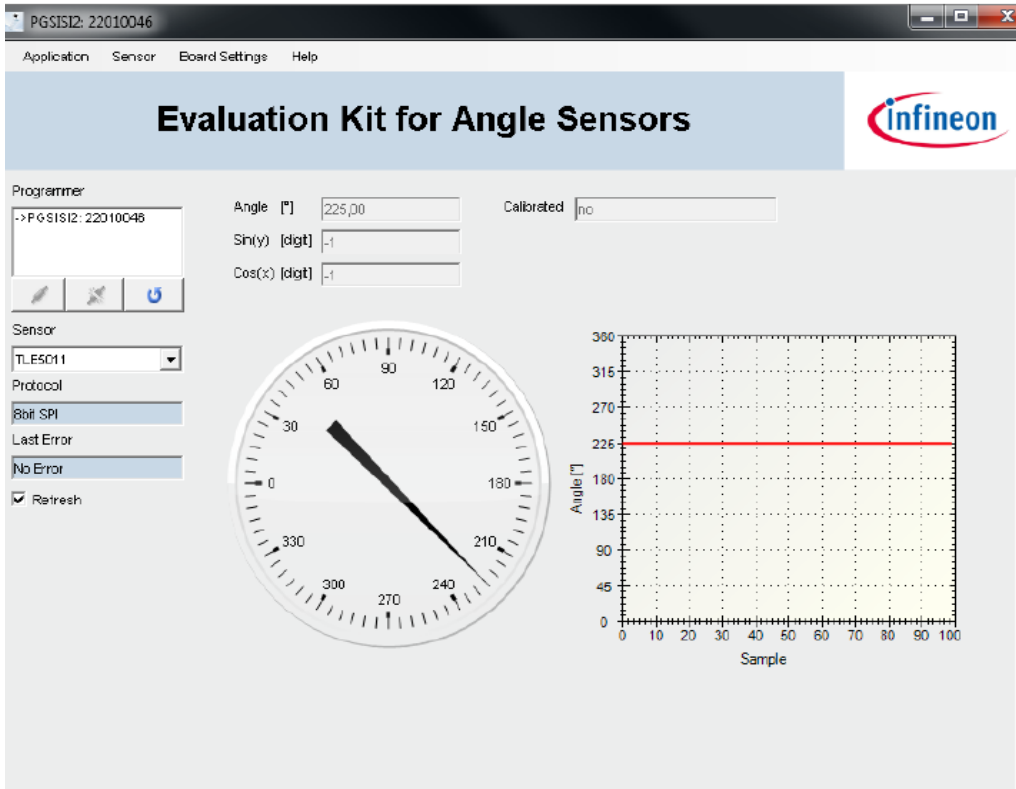 PGSISI2: 22010046
Application Sensor Board Settings Help
Evaluation Kit for Angle Sensors
infineon
Programmer
->PGSISI2: 22010046
Angle [°] 225,00
Calibrated no
Sin(y) [digit] -1
Cos(x) [digit] -1
Sensor
TLE5011
Protocol
8bit SPI
Last Error
No Error
Refresh
0
30
60
90
120
150
180
210
240
270
300
330
Angle [°]
360
315
270
225
180
135
90
45
0
0 10 20 30 40 50 60 70 80 90 100
Sample